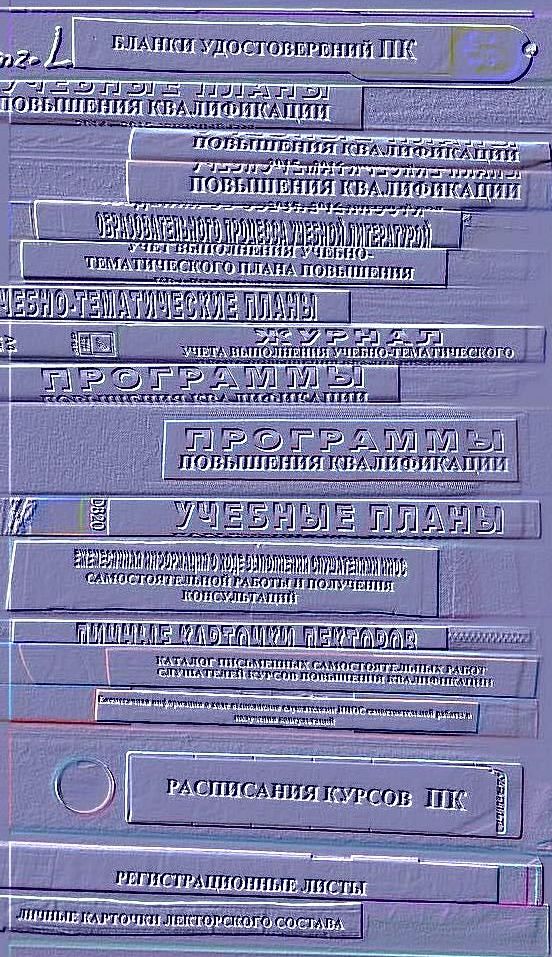 БЛАНКИ УДОСТОВЕРЕНИЙ ПК
УЧЕБНЫЕ ПЛАНЫ
ПОВЫШЕНИЯ КВАЛИФИКАЦИИ
ПОВЫШЕНИЯ КВАЛИФИКАЦИИ
УЧЕБНО-ТЕМАТИЧЕСКИЕ ПЛАНЫ
ПОВЫШЕНИЯ КВАЛИФИКАЦИИ
ОБРАЗОВАТЕЛЬНОГО ПРОЦЕССА УЧЕБНОЙ ЛИТЕРАТУРОЙ
УЧЕТ ВЫПОЛНЕНИЯ УЧЕБНО-
ТЕМАТИЧЕСКОГО ПЛАНА ПОВЫШЕНИЯ
УЧЕБНО-ТЕМАТИЧЕСКИЕ ПЛАНЫ
ЖУРНАЛ
УЧЕТА ВЫПОЛНЕНИЯ УЧЕБНО-ТЕМАТИЧЕСКОГО
ПРОГРАММЫ
ПОВЫШЕНИЯ КВАЛИФИКАЦИИ
ПРОГРАММЫ
ПОВЫШЕНИЯ КВАЛИФИКАЦИИ
УЧЕБНЫЕ ПЛАНЫ
ЕЖЕМЕСЯЧНАЯ ИНФОРМАЦИЯ О ХОДЕ ВЫПОЛНЕНИЯ СЛУШАТЕЛЯМИ ИПОС
САМОСТОЯТЕЛЬНОЙ РАБОТЫ И ПОЛУЧЕНИЯ
КОНСУЛЬТАЦИЙ
ЛИЧНЫЕ КАРТОЧКИ ЛЕКТОРОВ
КАТАЛОГ ПИСЬМЕННЫХ САМОСТОЯТЕЛЬНЫХ РАБОТ
СЛУШАТЕЛЕЙ КУРСОВ ПОВЫШЕНИЯ КВАЛИФИКАЦИИ
Ежемесячная информация о ходе выполнения слушателями ИПОС самостоятельной работы и
получения консультаций
РАСПИСАНИЯ КУРСОВ ПК
РЕГИСТРАЦИОННЫЕ ЛИСТЫ
ЛИЧНЫЕ КАРТОЧКИ ЛЕКТОРСКОГО СОСТАВА